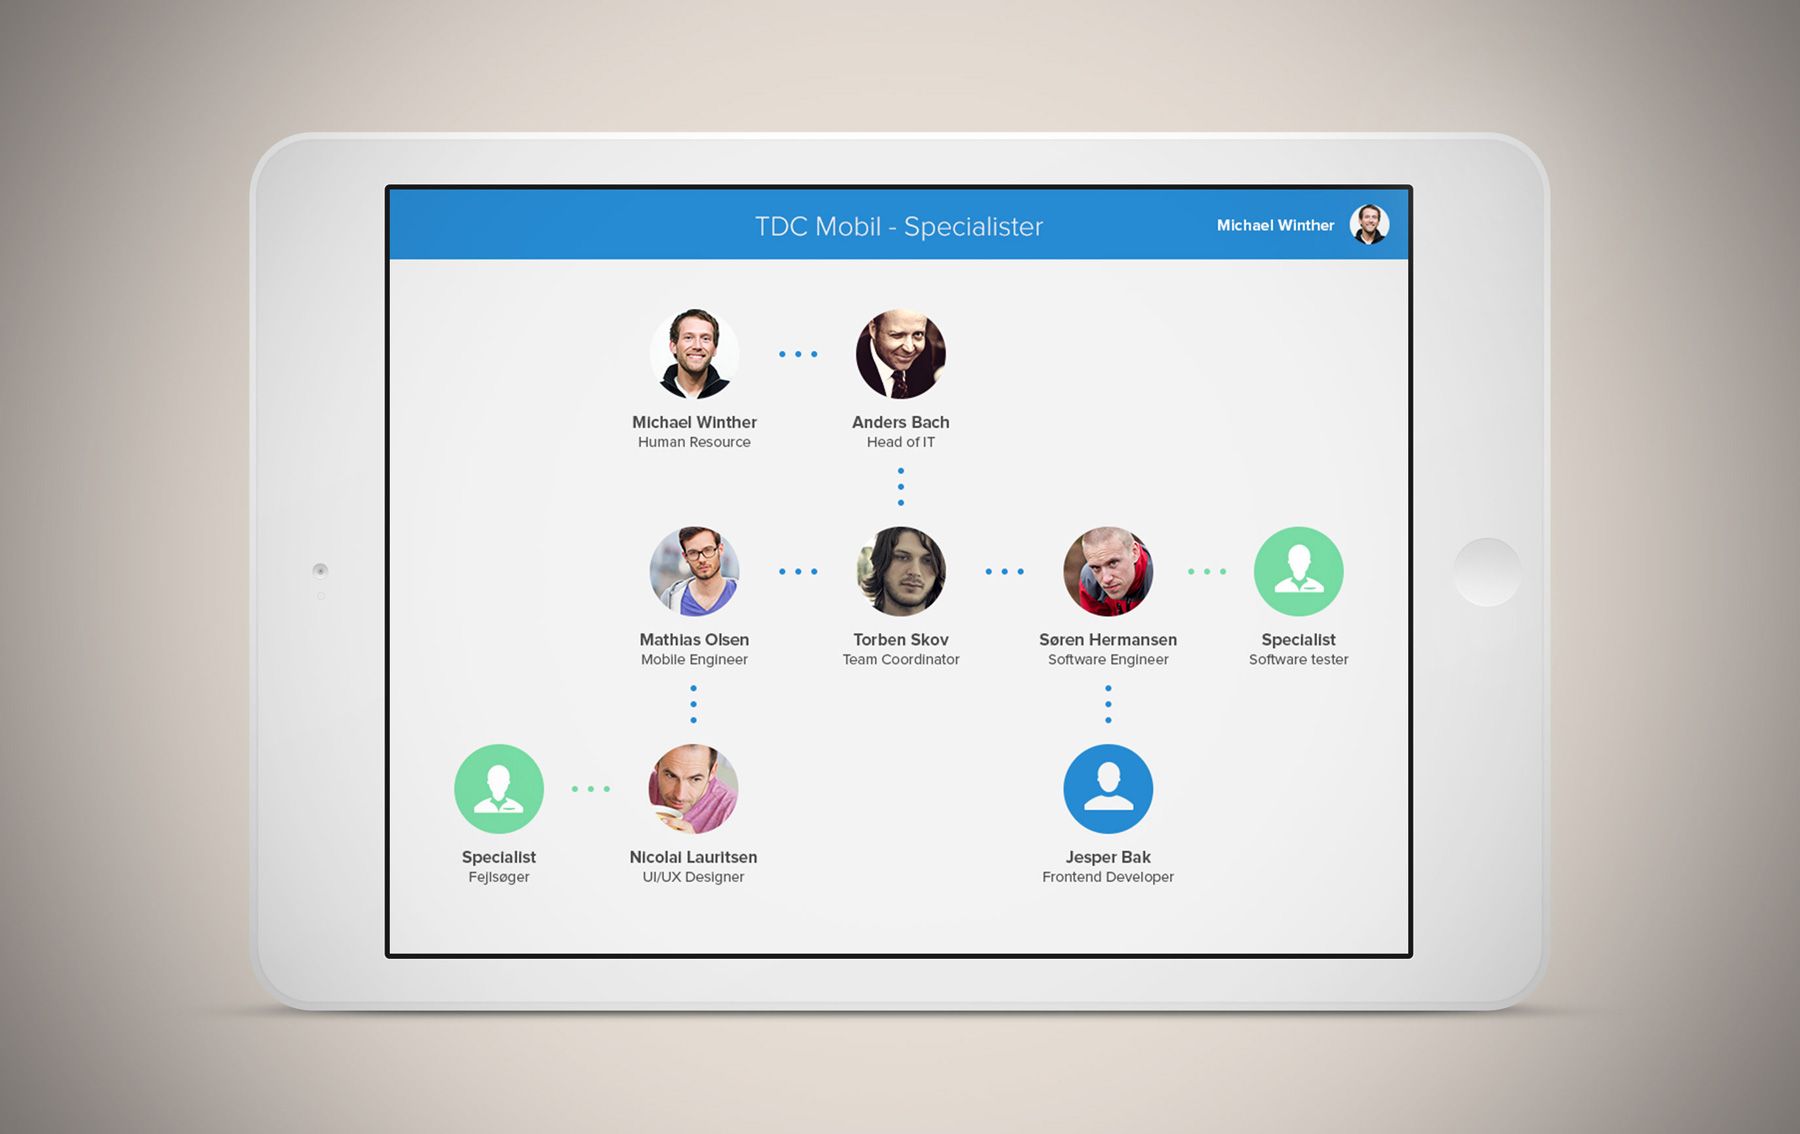 TDC Mobil - Specialister
Michael Winther
Michael Winther
Human Resource
Anders Bach
Head of IT
Mathias Olsen
Mobile Engineer
Torben Skov
Team Coordinator
Søren Hermansen
Software Engineer
Specialist
Software tester
Specialist
Fejlsøger
Nicolai Lauritsen
UI/UX Designer
Jesper Bak
Frontend Developer